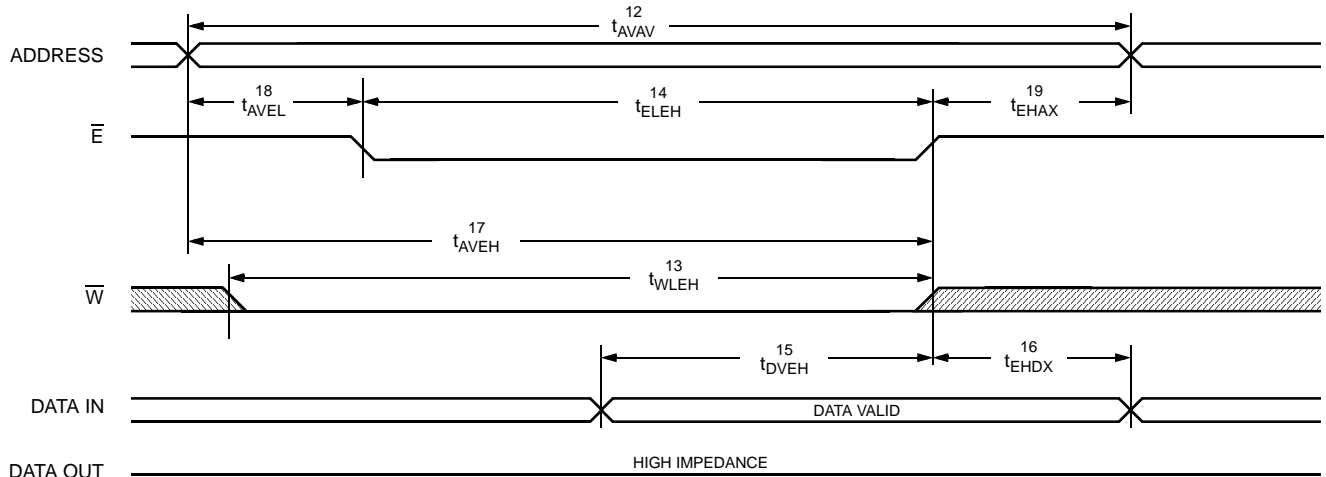 12
tAVAV
ADDRESS
18
tAVEL
14
tELEH
19
tEHAX
E̅
17
tAVEH
13
tWLEH
W̅
15
tDVEH
16
tEHDX
DATA IN
DATA VALID
DATA OUT
HIGH IMPEDANCE